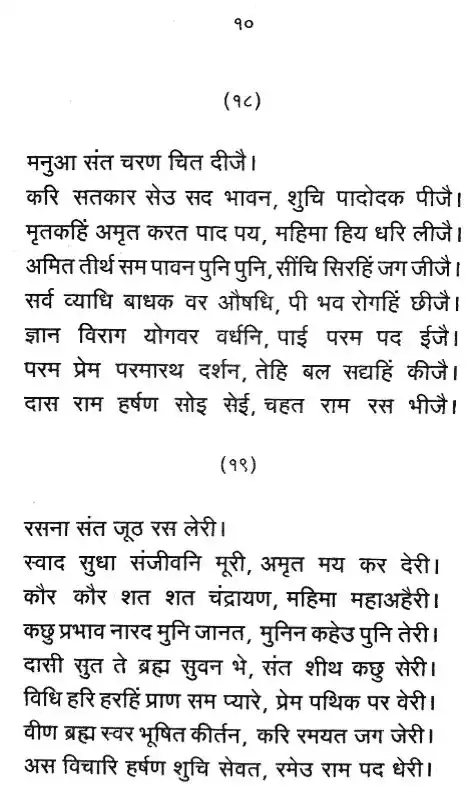 १०
(१८)
मनुआ संत चरण चित दीजै।
करि सतकार सेउ सद भावन, शुचि पादोदक पीजै।
मृतकहिं अमृत करत पाद पय, महिमा हिय धरि लीजै।
अमित तीर्थ सम पावन पुनि पुनि, सींचि सिरहिं जग जीजै।
सर्व व्याधि बाधक वर औषधि, पी भव रोगहिं छीजै।
ज्ञान विराग योगवर वर्धनि, पाई परम पद ईजै।
परम प्रेम परमारथ दर्शन, तेहि बल सद्यहिं कीजै।
दास राम हर्षण सोइ सेई, चहत राम रस भीजै।
(१९)
रसना संत जूठ रस लेरी।
स्वाद सुधा संजीवनि मूरी, अमृत मय कर देरी।
कौर कौर शत शत चंद्रायण, महिमा महाअहैरी।
कछु प्रभाव नारद मुनि जानत, मुनिन कहेउ पुनि तेरी।
दासी सुत ते ब्रह्म सुवन भे, संत शीथ कछु सेरी।
विधि हरि हरहिं प्राण सम प्यारे, प्रेम पथिक पर वेरी।
वीण ब्रह्म स्वर भूषित कीर्तन, करि रमयत जग जेरी।
अस विचारि हर्षण शुचि सेवत, रमेउ राम पद धेरी।